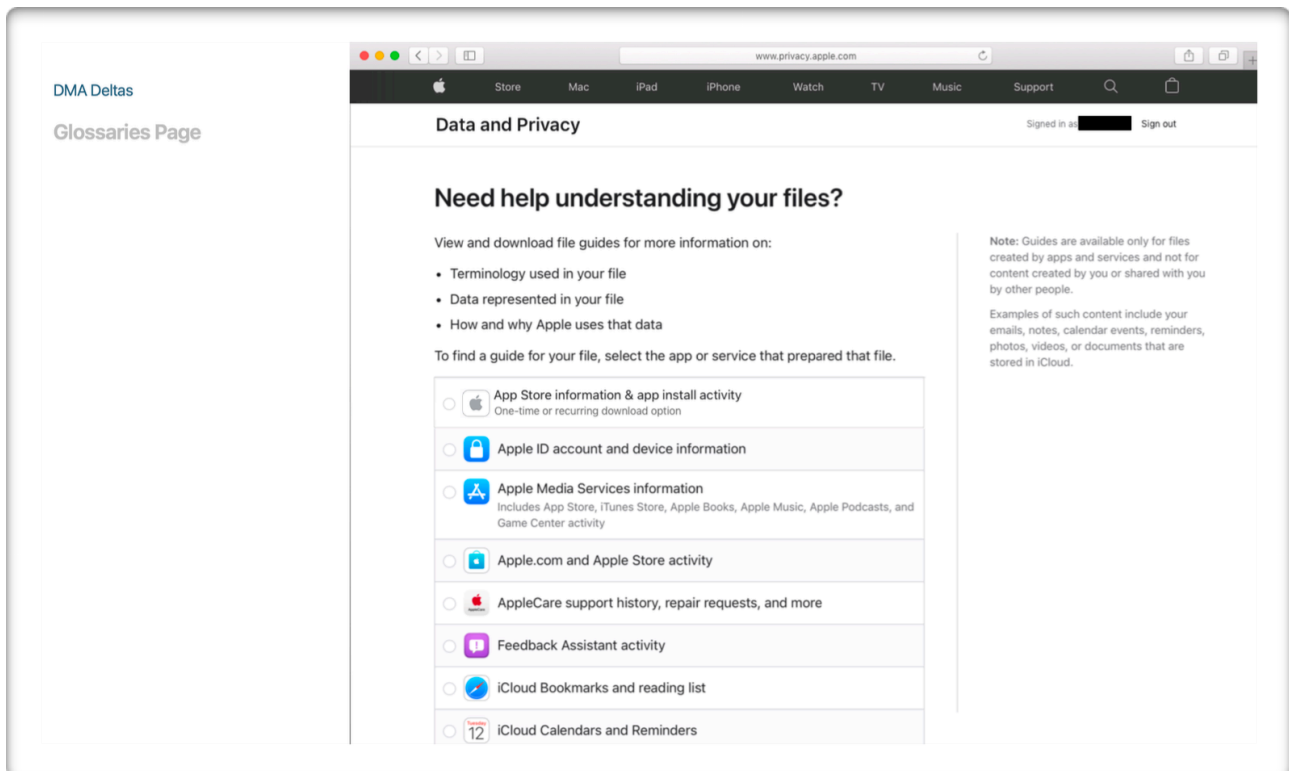 DMA Deltas
Glossaries Page
www.privacy.apple.com
Store Mac iPad iPhone Watch TV Music Support
Data and Privacy
Signed in as
Sign out
Need help understanding your files?
View and download file guides for more information on:
• Terminology used in your file
• Data represented in your file
• How and why Apple uses that data
To find a guide for your file, select the app or service that prepared that file.
App Store information & app install activity
One-time or recurring download option
Apple ID account and device information
Apple Media Services information
Includes App Store, iTunes Store, Apple Books, Apple Music, Apple Podcasts, and
Game Center activity
Apple.com and Apple Store activity
AppleCare support history, repair requests, and more
Feedback Assistant activity
iCloud Bookmarks and reading list
Tuesday
12
iCloud Calendars and Reminders
Note: Guides are available only for files
created by apps and services and not for
content created by you or shared with you
by other people.
Examples of such content include your
emails, notes, calendar events, reminders,
photos, videos, or documents that are
stored in iCloud.